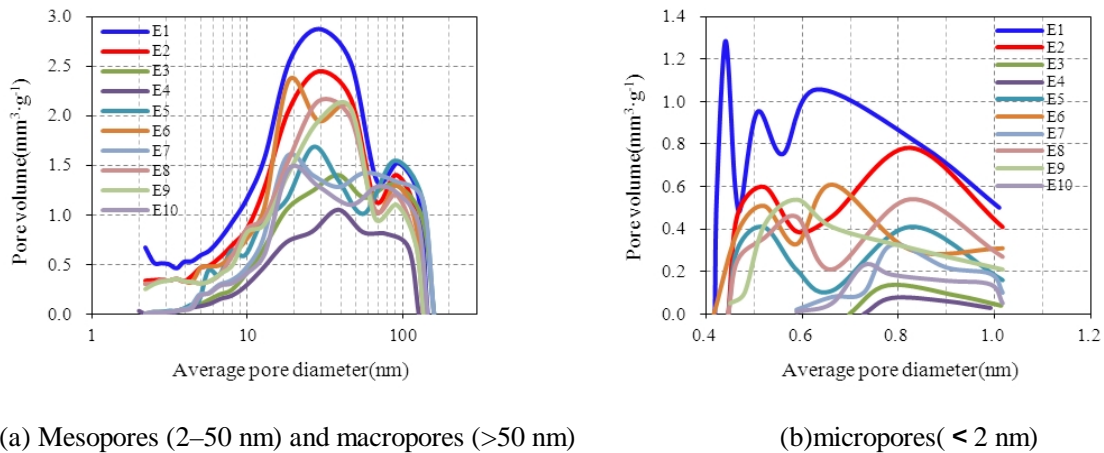 3.0
2.5
2.0
1.5
1.0
0.5
0.0
Pore volume(mm³·g⁻¹)
E1
E2
E3
E4
E5
E6
E7
E8
E9
E10
1 10 100
Average pore diameter(nm)
1.4
1.2
1.0
0.8
0.6
0.4
0.2
0.0
Pore volume(mm³·g⁻¹)
E1
E2
E3
E4
E5
E6
E7
E8
E9
E10
0.4 0.6 0.8 1.0 1.2
Average pore diameter(nm)
(a) Mesopores (2–50 nm) and macropores (>50 nm)
(b)micropores( < 2 nm)